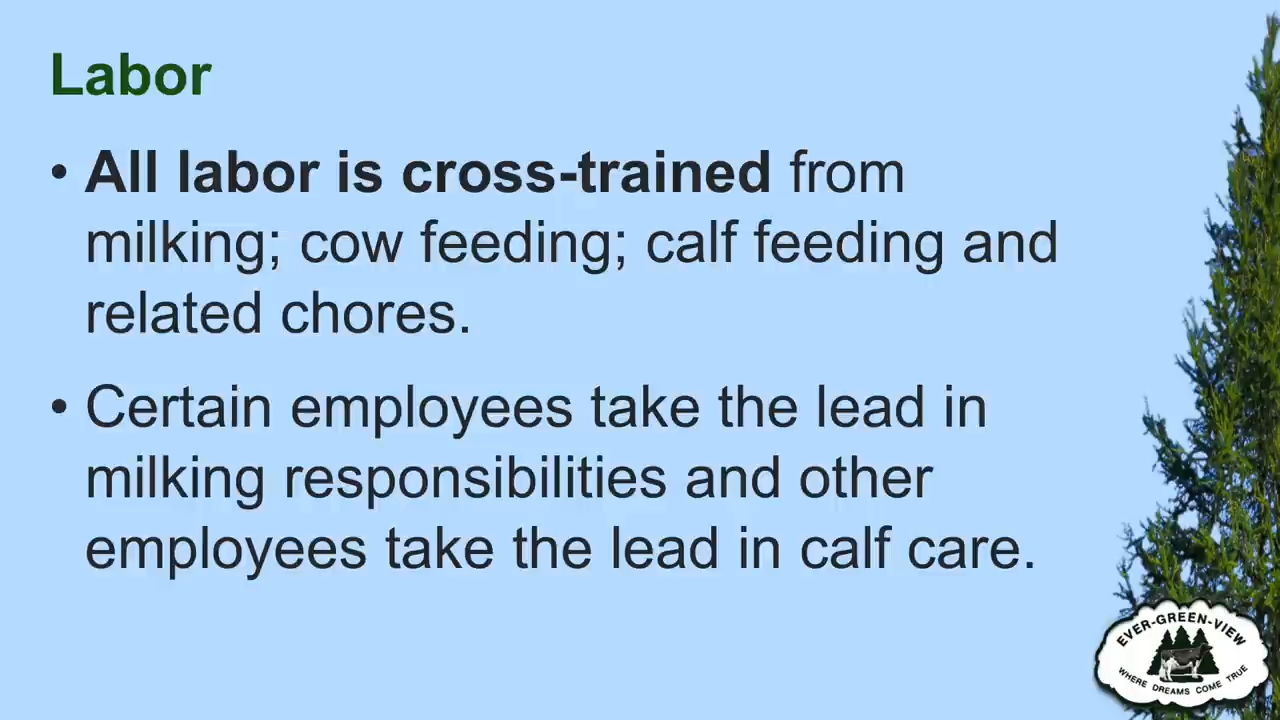 Labor
• All labor is cross-trained from
milking; cow feeding; calf feeding and
related chores.
• Certain employees take the lead in
milking responsibilities and other
employees take the lead in calf care.
EVER-GREEN-VIEW
WHERE DREAMS COME TRUE